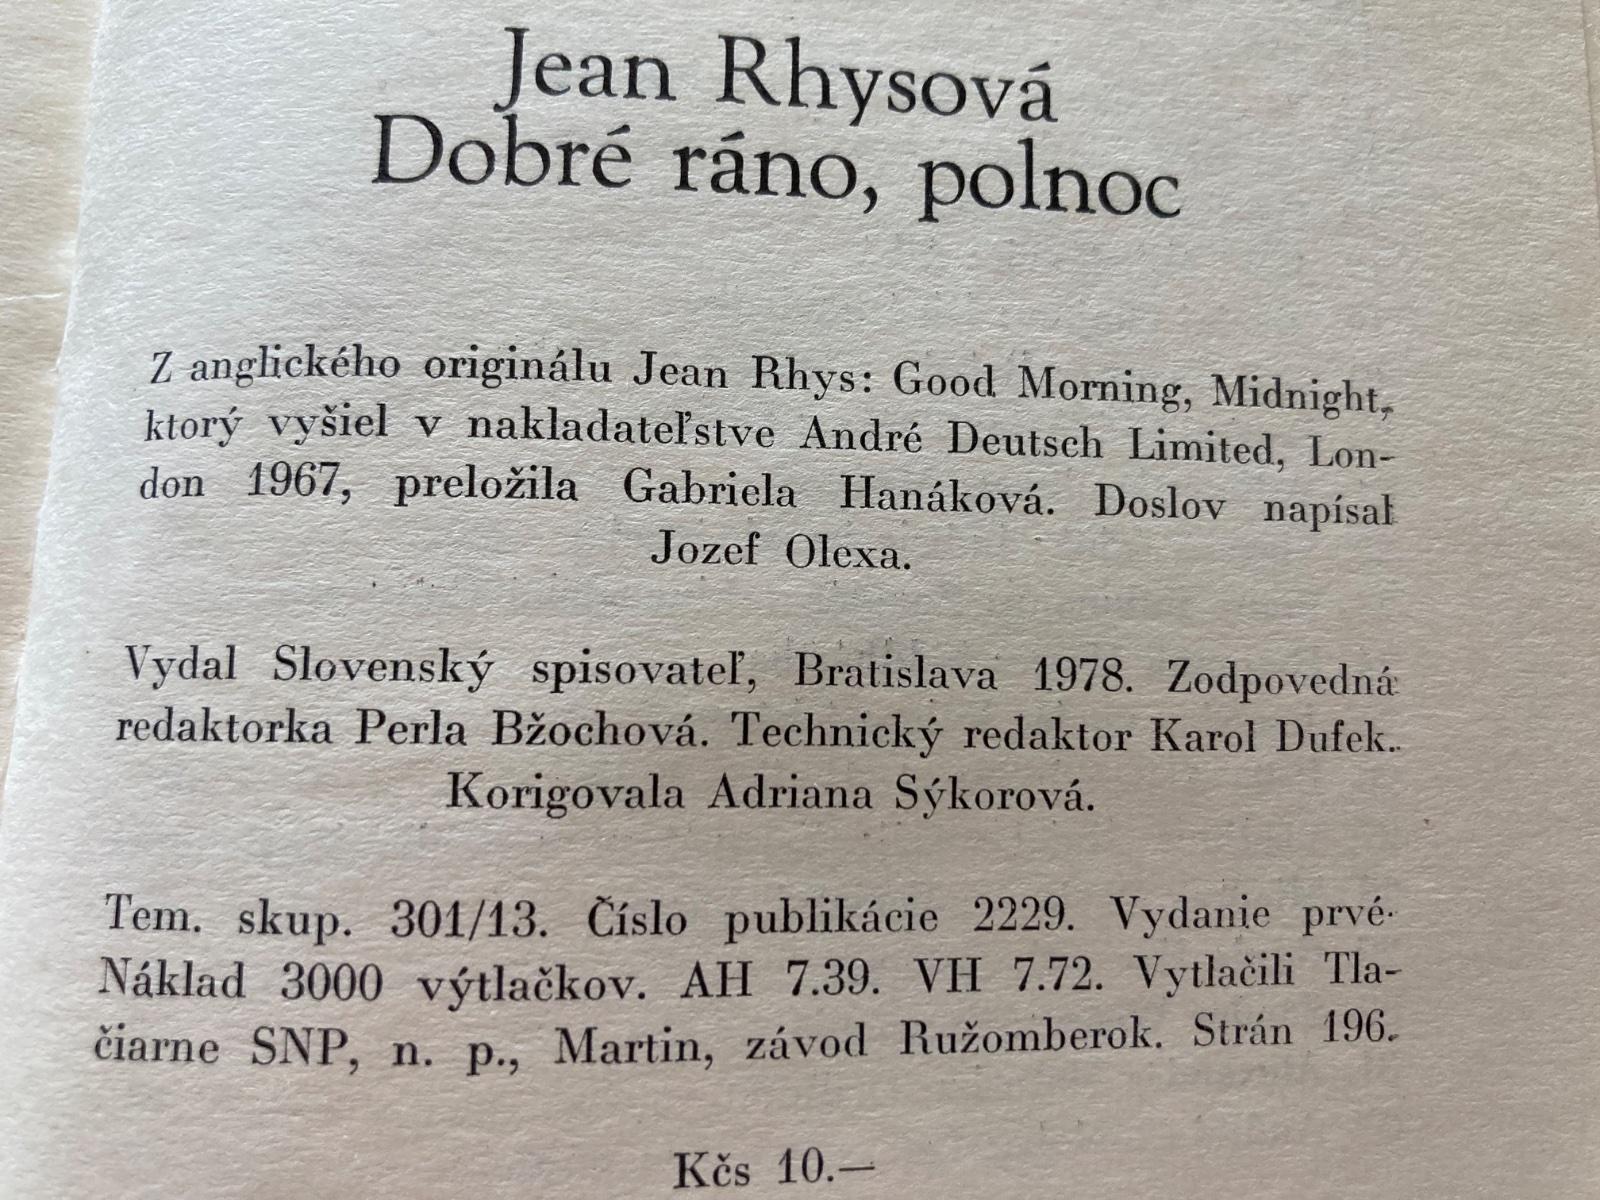 Jean Rhysová
Dobré ráno, polnoc
Z anglického originálu Jean Rhys: Good Morning, Midnight,
ktorý vyšiel v nakladateľstve André Deutsch Limited, Lon-
don 1967, preložila Gabriela Hanáková. Doslov napísal
Jozef Olexa.
Vydal Slovenský spisovateľ, Bratislava 1978. Zodpovedná
redaktorka Perla Bžochová. Technický redaktor Karol Dufek.
Korigovala Adriana Sýkorová.
Tem. skup. 301/13. Číslo publikácie 2229. Vydanie prvé.
Náklad 3000 výtlačkov. AH 7.39. VH 7.72. Vytlačili Tla-
čiarne SNP, n. p., Martin, závod Ružomberok. Strán 196.
Kčs 10.—